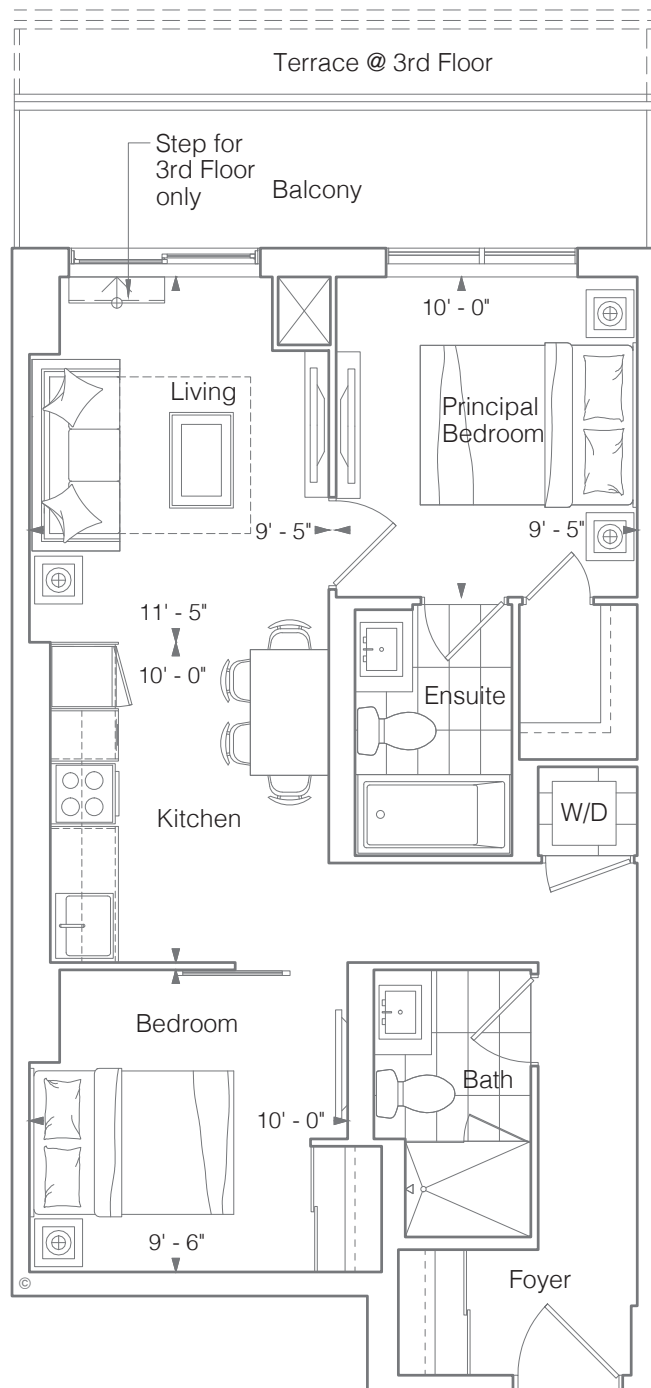 Terrace @ 3rd Floor
Step for
3rd Floor
only
Balcony
10' - 0"
Living
Principal
Bedroom
9' - 5"
9' - 5"
11' - 5"
10' - 0"
Ensuite
Kitchen
W/D
Bedroom
Bath
10' - 0"
9' - 6"
Foyer
©